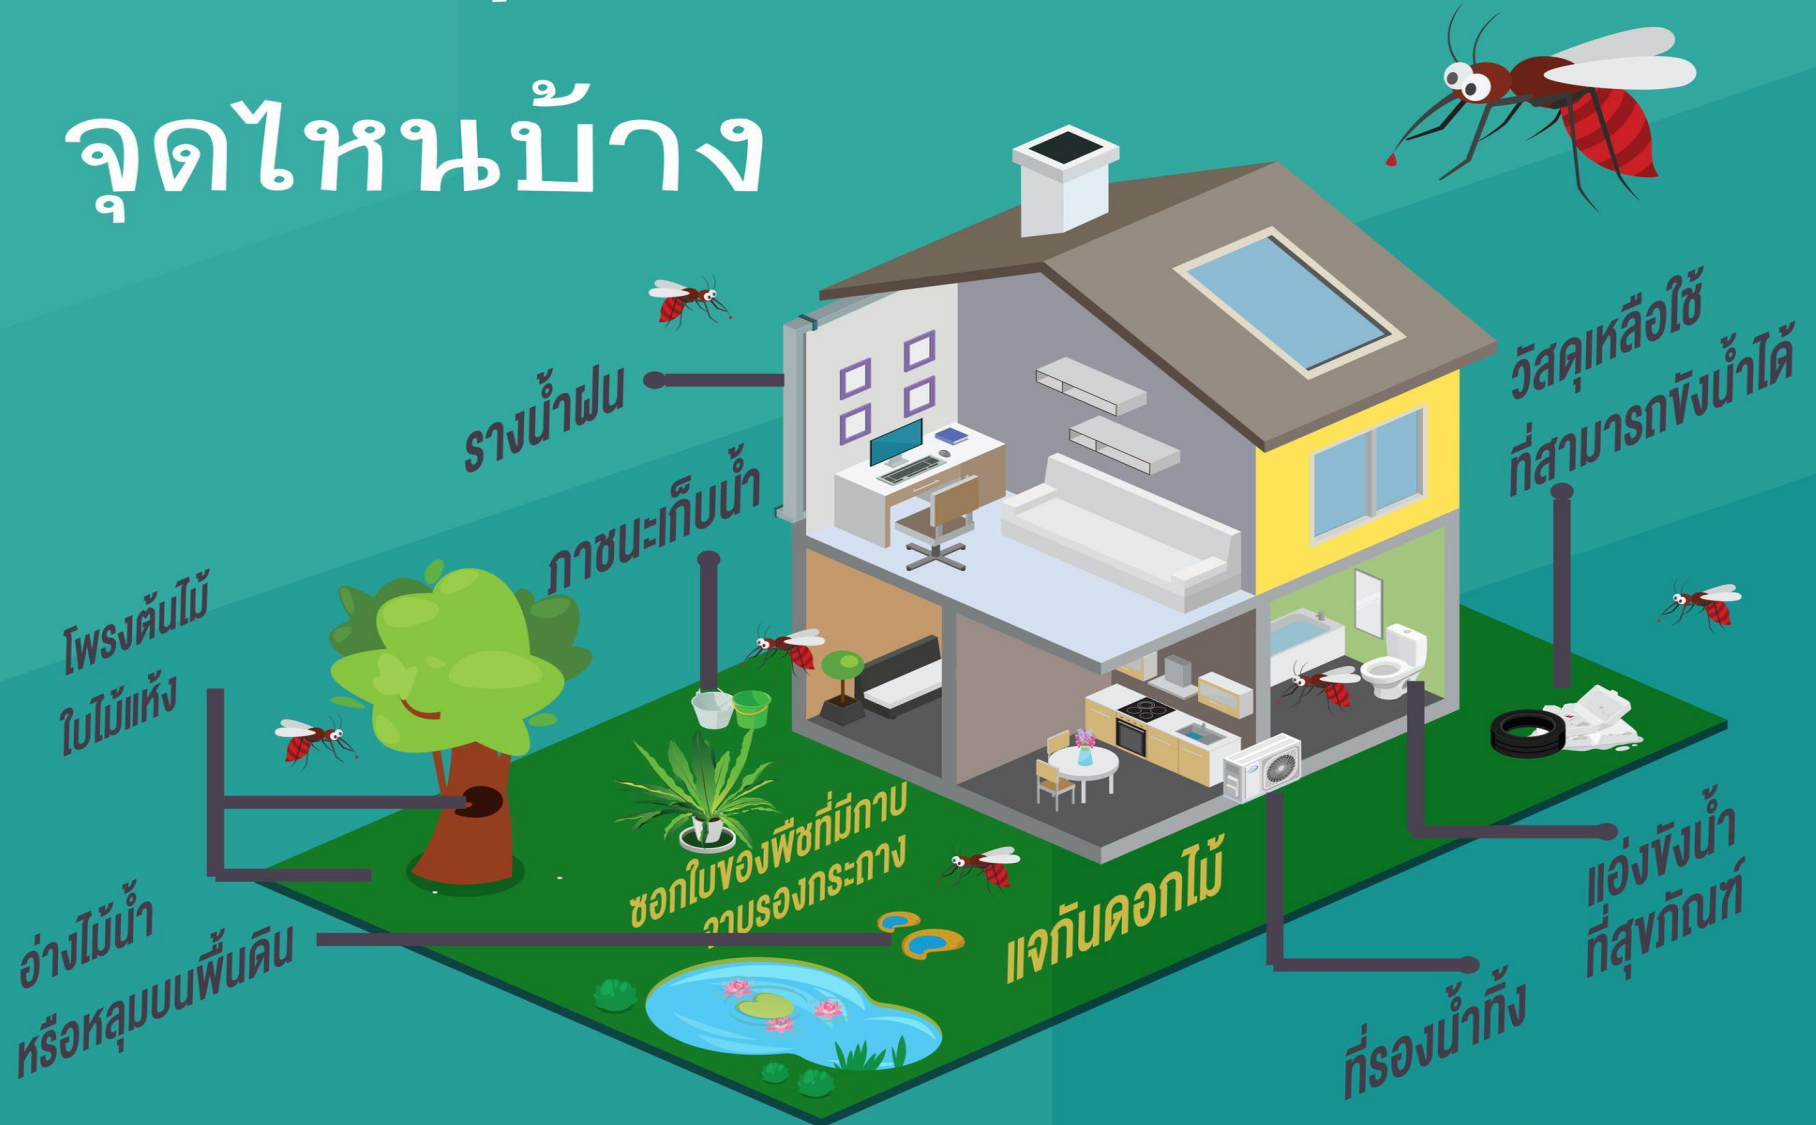 จุดไหนบ้าง
รางน้ำฝน
ภาชนะเก็บน้ำ
โพรงต้นไม้
ใบไม้แห้ง
อ่างไม้น้ำ
หรือหลุมบนพื้นดิน
ซอกใบของพืชที่มีกาบ
จานรองกระถาง
แจกันดอกไม้
วัสดุเหลือใช้
ที่สามารถขังน้ำได้
แอ่งขังน้ำ
ที่สุขภัณฑ์
ที่รองน้ำทิ้ง